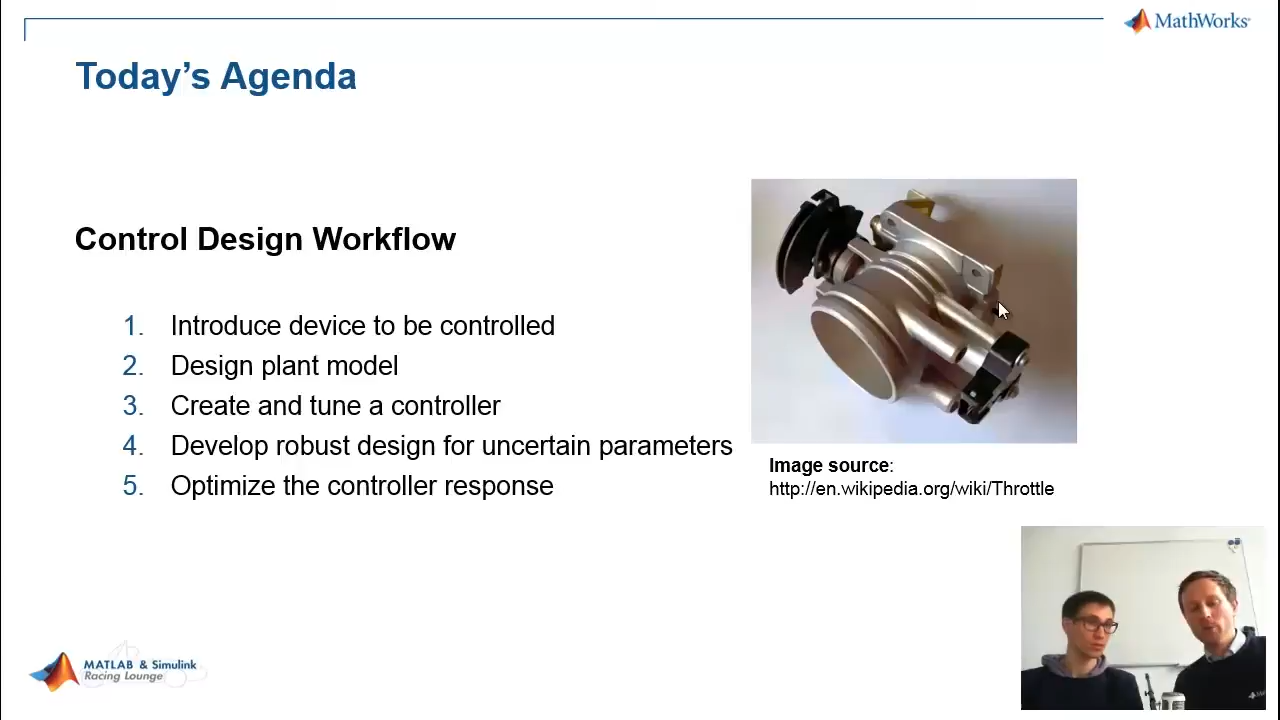 MathWorks
Today's Agenda
Control Design Workflow
1. Introduce device to be controlled
2. Design plant model
3. Create and tune a controller
4. Develop robust design for uncertain parameters
5. Optimize the controller response
Image source:
http://en.wikipedia.org/wiki/Throttle
MATLAB & Simulink
Racing Lounge